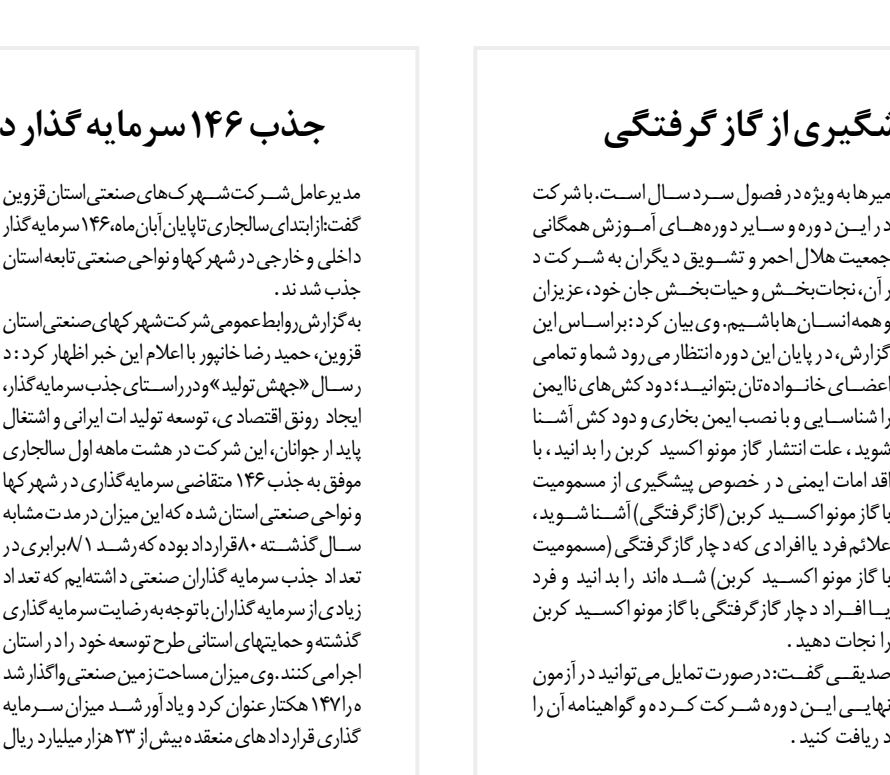 شگیری از گاز گرفتگی
میرها به ویژه در فصول سرد سال است. با شرکت
در این دوره و سایر دوره‌های آموزش همگانی
جمعیت هلال احمر و تشویق دیگران به شرکت د
ر آن، نجات‌بخش و حیات‌بخش جان خود، عزیزان
و همه انسان‌ها باشیم. وی بیان کرد: براساس این
گزارش، در پایان این دوره انتظار می رود شما و تمامی
اعضای خانواده‌تان بتوانید؛ دودکش‌های ناایمن
را شناسایی و با نصب ایمن بخاری و دودکش آشنا
شوید، علت انتشار گاز مونواکسید کربن را بدانید، با
اقدامات ایمنی در خصوص پیشگیری از مسمومیت
با گاز مونواکسید کربن (گازگرفتگی) آشنا شوید،
علائم فرد یا افرادی که دچار گازگرفتگی (مسمومیت
با گاز مونواکسید کربن) شده‌اند را بدانید و فرد
یا افراد دچار گازگرفتگی با گاز مونواکسید کربن
را نجات دهید.
صدیقی گفت: درصورت تمایل می‌توانید در آزمون
نهایی این دوره شرکت کرده و گواهینامه آن را
دریافت کنید.
جذب ۱۴۶ سرمایه گذار د
مدیرعامل شرکت شهرک‌های صنعتی استان قزوین
گفت: از ابتدای سالجاری تا پایان آبان ماه، ۱۴۶ سرمایه گذار
داخلی و خارجی در شهرکها و نواحی صنعتی تابعه استان
جذب شدند.
به گزارش روابط عمومی شرکت شهرکهای صنعتی استان
قزوین، حمید رضا خانپور با اعلام این خبر اظهار کرد: د
ر سال «جهش تولید» و در راستای جذب سرمایه گذار،
ایجاد رونق اقتصادی، توسعه تولیدات ایرانی و اشتغال
پایدار جوانان، این شرکت در هشت ماهه اول سالجاری
موفق به جذب ۱۴۶ متقاضی سرمایه گذاری در شهرکها
و نواحی صنعتی استان شده که این میزان در مدت مشابه
سال گذشته ۸۰ قرارداد بوده که رشد ۸/۱ برابری در
تعداد جذب سرمایه گذاران صنعتی داشته‌ایم که تعداد
زیادی از سرمایه گذاران با توجه به رضایت سرمایه گذاری
گذشته و حمایتهای استانی طرح توسعه خود را در استان
اجرا می کنند. وی میزان مساحت زمین صنعتی واگذار شد
ه را ۱۴۷ هکتار عنوان کرد و یادآور شد میزان سرمایه
گذاری قراردادهای منعقده بیش از ۲۳ هزار میلیارد ریال